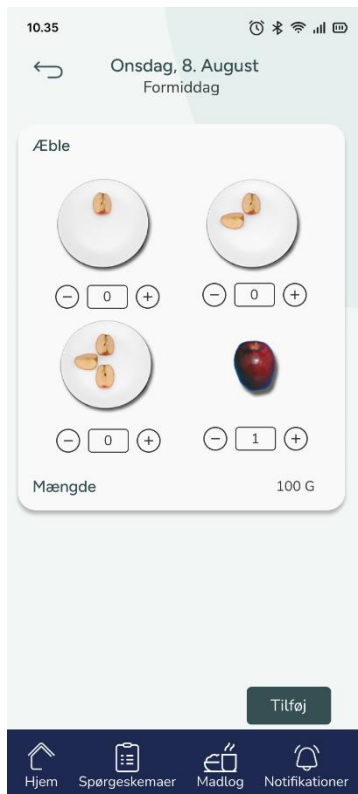 10.35
Onsdag, 8. August
Formiddag
Æble
0
0
0
1
Mængde 100 G
Tilføj
Hjem Spørgeskemaer Madlog Notifikationer